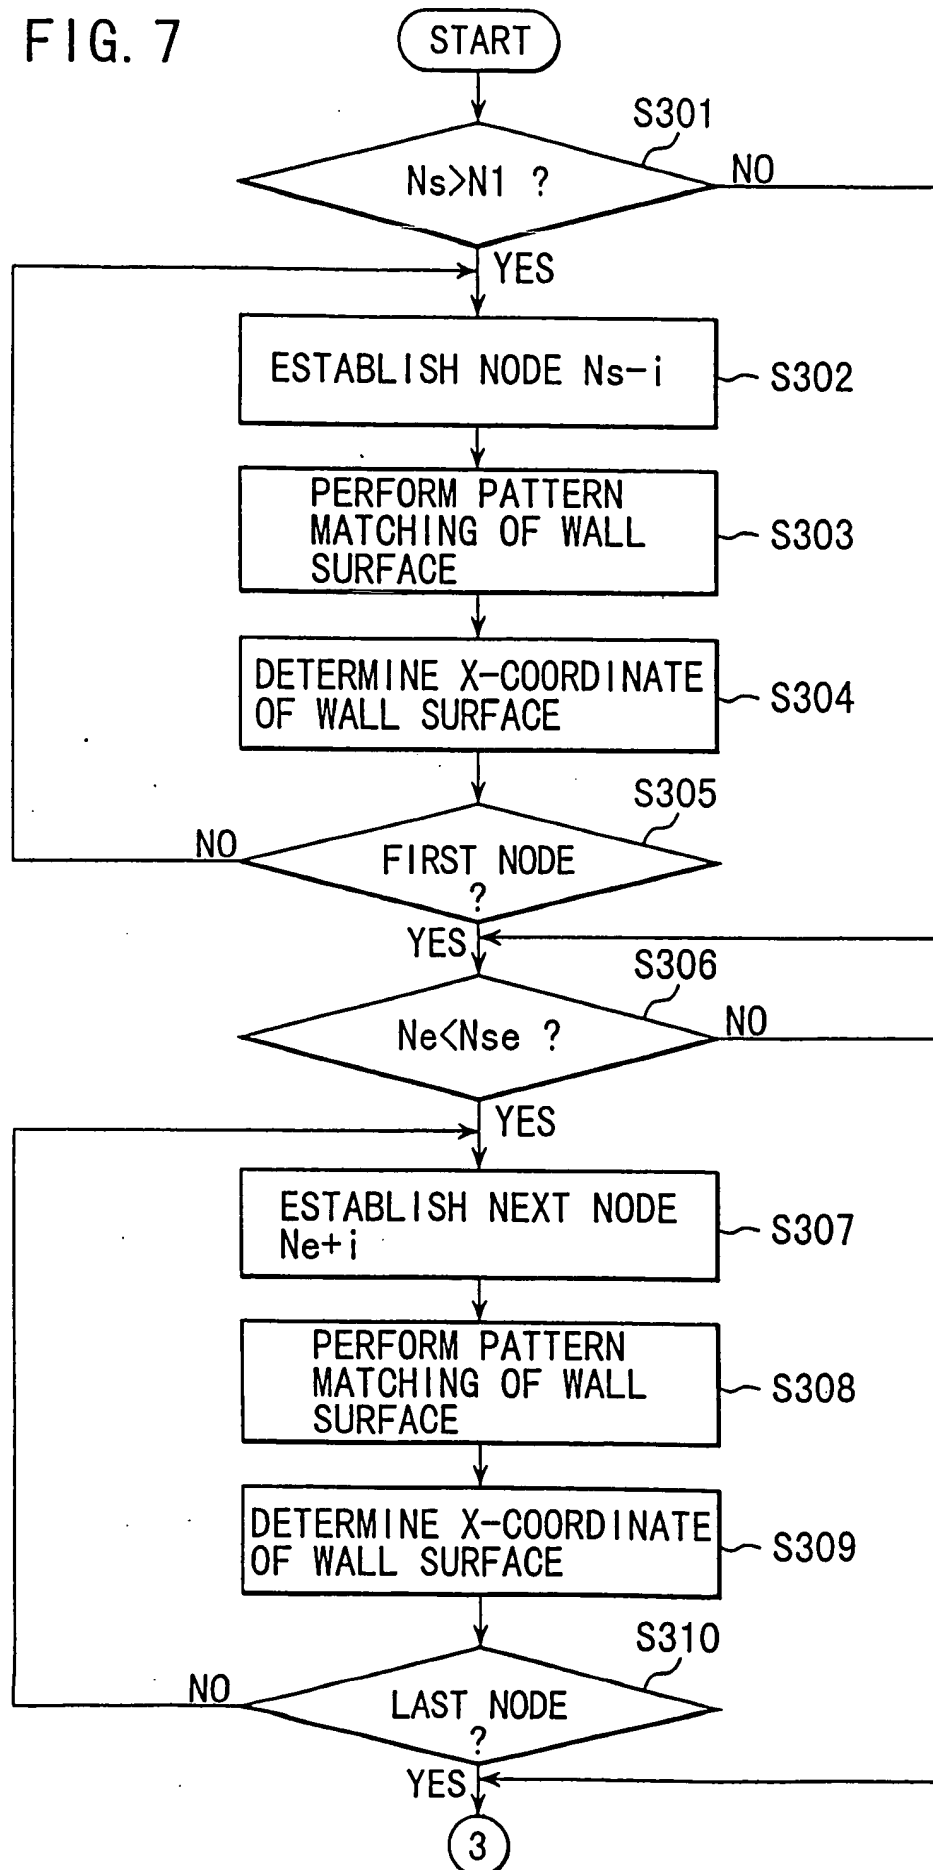 FIG. 7
START
S301
Ns>N1 ?
NO
YES
ESTABLISH NODE Ns-i
S302
PERFORM PATTERN
MATCHING OF WALL
SURFACE
S303
DETERMINE X-COORDINATE
OF WALL SURFACE
S304
S305
NO
FIRST NODE
?
YES
S306
Ne<Nse ?
NO
YES
ESTABLISH NEXT NODE
Ne+i
S307
PERFORM PATTERN
MATCHING OF WALL
SURFACE
S308
DETERMINE X-COORDINATE
OF WALL SURFACE
S309
S310
NO
LAST NODE
?
YES
3